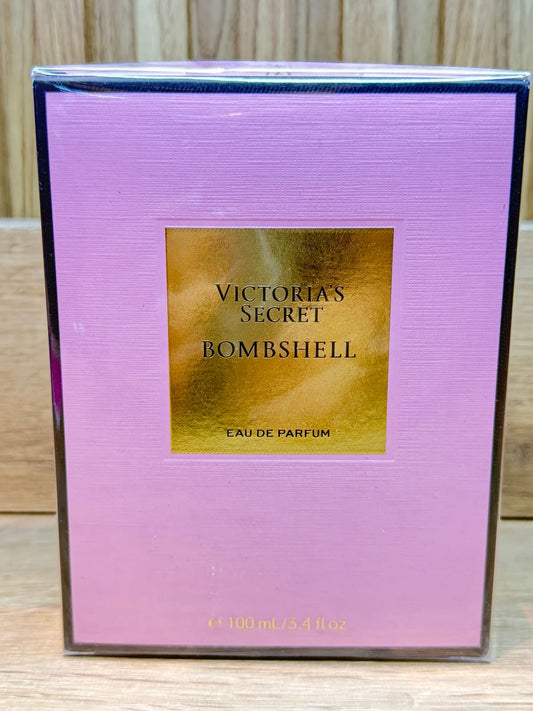 VICTORIA'S
SECRET
BOMBSHELL
EAU DE PARFUM
℮ 100 mL/3.4 fl oz